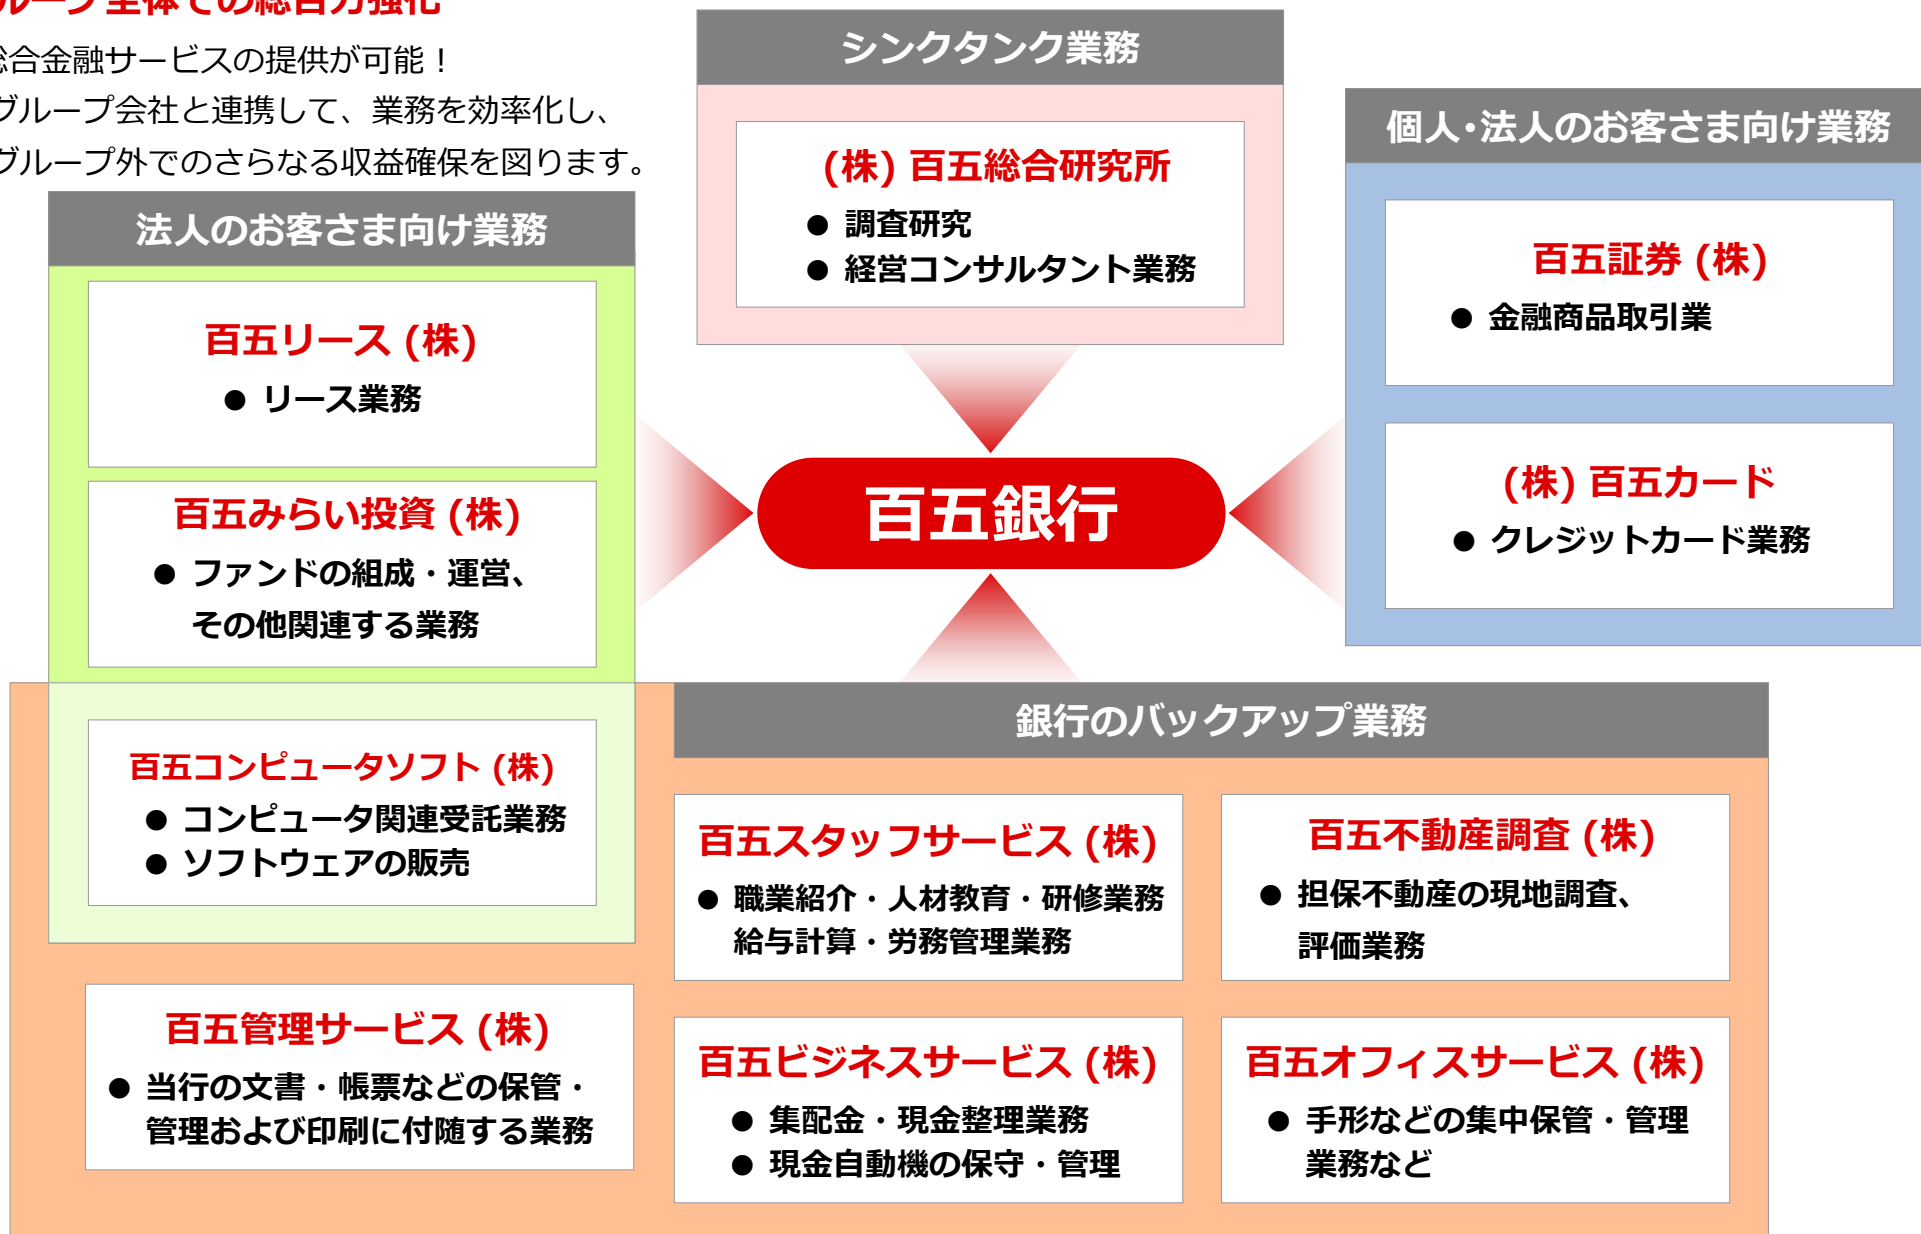 ループ全体での総合力強化
総合金融サービスの提供が可能！
グループ会社と連携して、業務を効率化し、
グループ外でのさらなる収益確保を図ります。
シンクタンク業務
(株) 百五総合研究所
● 調査研究
● 経営コンサルタント業務
個人・法人のお客さま向け業務
百五証券 (株)
● 金融商品取引業
(株) 百五カード
● クレジットカード業務
法人のお客さま向け業務
百五リース (株)
● リース業務
百五みらい投資 (株)
● ファンドの組成・運営、
その他関連する業務
百五銀行
百五コンピュータソフト (株)
● コンピュータ関連受託業務
● ソフトウェアの販売
銀行のバックアップ業務
百五スタッフサービス (株)
● 職業紹介・人材教育・研修業務
給与計算・労務管理業務
百五不動産調査 (株)
● 担保不動産の現地調査、
評価業務
百五管理サービス (株)
● 当行の文書・帳票などの保管・
管理および印刷に付随する業務
百五ビジネスサービス (株)
● 集配金・現金整理業務
● 現金自動機の保守・管理
百五オフィスサービス (株)
● 手形などの集中保管・管理
業務など